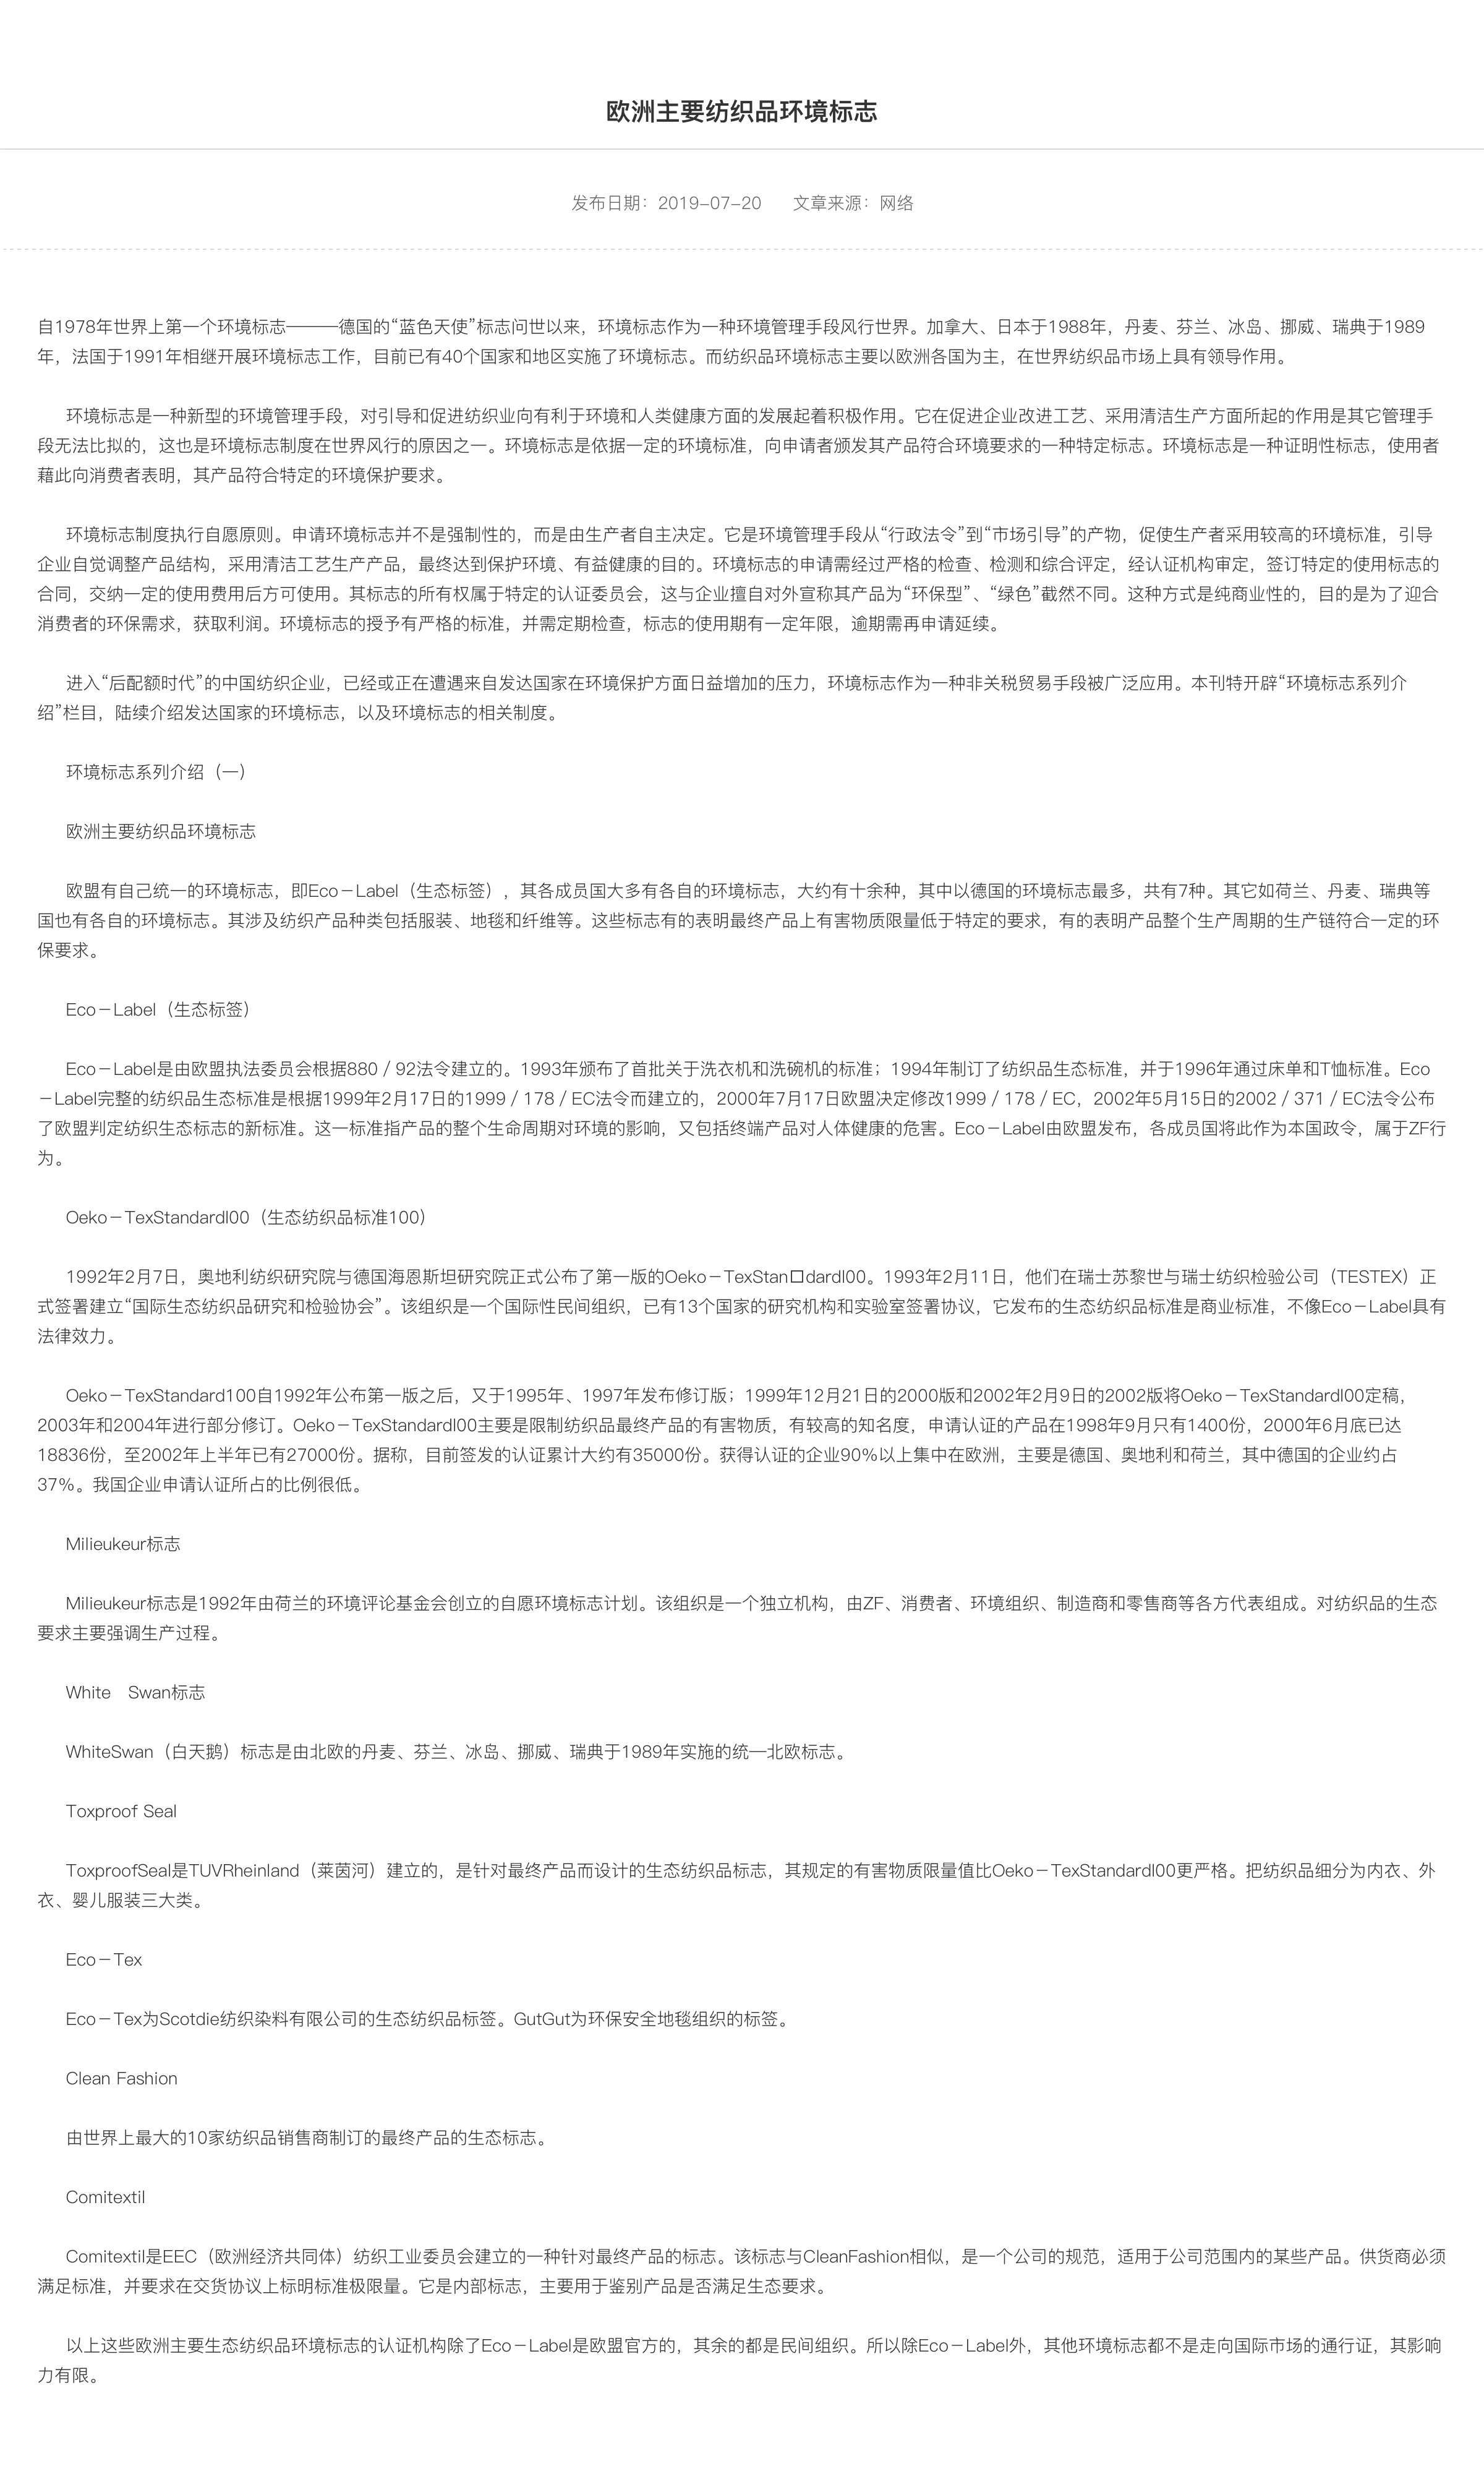 欧洲主要纺织品环境标志
发布日期：2019-07-20 文章来源：网络
自1978年世界上第一个环境标志———德国的“蓝色天使”标志问世以来，环境标志作为一种环境管理手段风行世界。加拿大、日本于1988年，丹麦、芬兰、冰岛、挪威、瑞典于1989
年，法国于1991年相继开展环境标志工作，目前已有40个国家和地区实施了环境标志。而纺织品环境标志主要以欧洲各国为主，在世界纺织品市场上具有领导作用。
环境标志是一种新型的环境管理手段，对引导和促进纺织业向有利于环境和人类健康方面的发展起着积极作用。它在促进企业改进工艺、采用清洁生产方面所起的作用是其它管理手
段无法比拟的，这也是环境标志制度在世界风行的原因之一。环境标志是依据一定的环境标准，向申请者颁发其产品符合环境要求的一种特定标志。环境标志是一种证明性标志，使用者
藉此向消费者表明，其产品符合特定的环境保护要求。
环境标志制度执行自愿原则。申请环境标志并不是强制性的，而是由生产者自主决定。它是环境管理手段从“行政法令”到“市场引导”的产物，促使生产者采用较高的环境标准，引导
企业自觉调整产品结构，采用清洁工艺生产产品，最终达到保护环境、有益健康的目的。环境标志的申请需经过严格的检查、检测和综合评定，经认证机构审定，签订特定的使用标志的
合同，交纳一定的使用费用后方可使用。其标志的所有权属于特定的认证委员会，这与企业擅自对外宣称其产品为“环保型”、“绿色”截然不同。这种方式是纯商业性的，目的是为了迎合
消费者的环保需求，获取利润。环境标志的授予有严格的标准，并需定期检查，标志的使用期有一定年限，逾期需再申请延续。
进入“后配额时代”的中国纺织企业，已经或正在遭遇来自发达国家在环境保护方面日益增加的压力，环境标志作为一种非关税贸易手段被广泛应用。本刊特开辟“环境标志系列介
绍”栏目，陆续介绍发达国家的环境标志，以及环境标志的相关制度。
环境标志系列介绍（一）
欧洲主要纺织品环境标志
欧盟有自己统一的环境标志，即Eco－Label（生态标签），其各成员国大多有各自的环境标志，大约有十余种，其中以德国的环境标志最多，共有7种。其它如荷兰、丹麦、瑞典等
国也有各自的环境标志。其涉及纺织产品种类包括服装、地毯和纤维等。这些标志有的表明最终产品上有害物质限量低于特定的要求，有的表明产品整个生产周期的生产链符合一定的环
保要求。
Eco－Label（生态标签）
Eco－Label是由欧盟执法委员会根据880／92法令建立的。1993年颁布了首批关于洗衣机和洗碗机的标准；1994年制订了纺织品生态标准，并于1996年通过床单和T恤标准。Eco
－Label完整的纺织品生态标准是根据1999年2月17日的1999／178／EC法令而建立的，2000年7月17日欧盟决定修改1999／178／EC，2002年5月15日的2002／371／EC法令公布
了欧盟判定纺织生态标志的新标准。这一标准指产品的整个生命周期对环境的影响，又包括终端产品对人体健康的危害。Eco－Label由欧盟发布，各成员国将此作为本国政令，属于ZF行
为。
Oeko－TexStandardl00（生态纺织品标准100）
1992年2月7日，奥地利纺织研究院与德国海恩斯坦研究院正式公布了第一版的Oeko－TexStan口dardl00。1993年2月11日，他们在瑞士苏黎世与瑞士纺织检验公司（TESTEX）正
式签署建立“国际生态纺织品研究和检验协会”。该组织是一个国际性民间组织，已有13个国家的研究机构和实验室签署协议，它发布的生态纺织品标准是商业标准，不像Eco－Label具有
法律效力。
Oeko－TexStandard100自1992年公布第一版之后，又于1995年、1997年发布修订版；1999年12月21日的2000版和2002年2月9日的2002版将Oeko－TexStandardl00定稿，
2003年和2004年进行部分修订。Oeko－TexStandardl00主要是限制纺织品最终产品的有害物质，有较高的知名度，申请认证的产品在1998年9月只有1400份，2000年6月底已达
18836份，至2002年上半年已有27000份。据称，目前签发的认证累计大约有35000份。获得认证的企业90%以上集中在欧洲，主要是德国、奥地利和荷兰，其中德国的企业约占
37%。我国企业申请认证所占的比例很低。
Milieukeur标志
Milieukeur标志是1992年由荷兰的环境评论基金会创立的自愿环境标志计划。该组织是一个独立机构，由ZF、消费者、环境组织、制造商和零售商等各方代表组成。对纺织品的生态
要求主要强调生产过程。
White　Swan标志
WhiteSwan（白天鹅）标志是由北欧的丹麦、芬兰、冰岛、挪威、瑞典于1989年实施的统一北欧标志。
Toxproof Seal
ToxproofSeal是TUVRheinland（莱茵河）建立的，是针对最终产品而设计的生态纺织品标志，其规定的有害物质限量值比Oeko－TexStandardl00更严格。把纺织品细分为内衣、外
衣、婴儿服装三大类。
Eco－Tex
Eco－Tex为Scotdie纺织染料有限公司的生态纺织品标签。GutGut为环保安全地毯组织的标签。
Clean Fashion
由世界上最大的10家纺织品销售商制订的最终产品的生态标志。
Comitextil
Comitextil是EEC（欧洲经济共同体）纺织工业委员会建立的一种针对最终产品的标志。该标志与CleanFashion相似，是一个公司的规范，适用于公司范围内的某些产品。供货商必须
满足标准，并要求在交货协议上标明标准极限量。它是内部标志，主要用于鉴别产品是否满足生态要求。
以上这些欧洲主要生态纺织品环境标志的认证机构除了Eco－Label是欧盟官方的，其余的都是民间组织。所以除Eco－Label外，其他环境标志都不是走向国际市场的通行证，其影响
力有限。